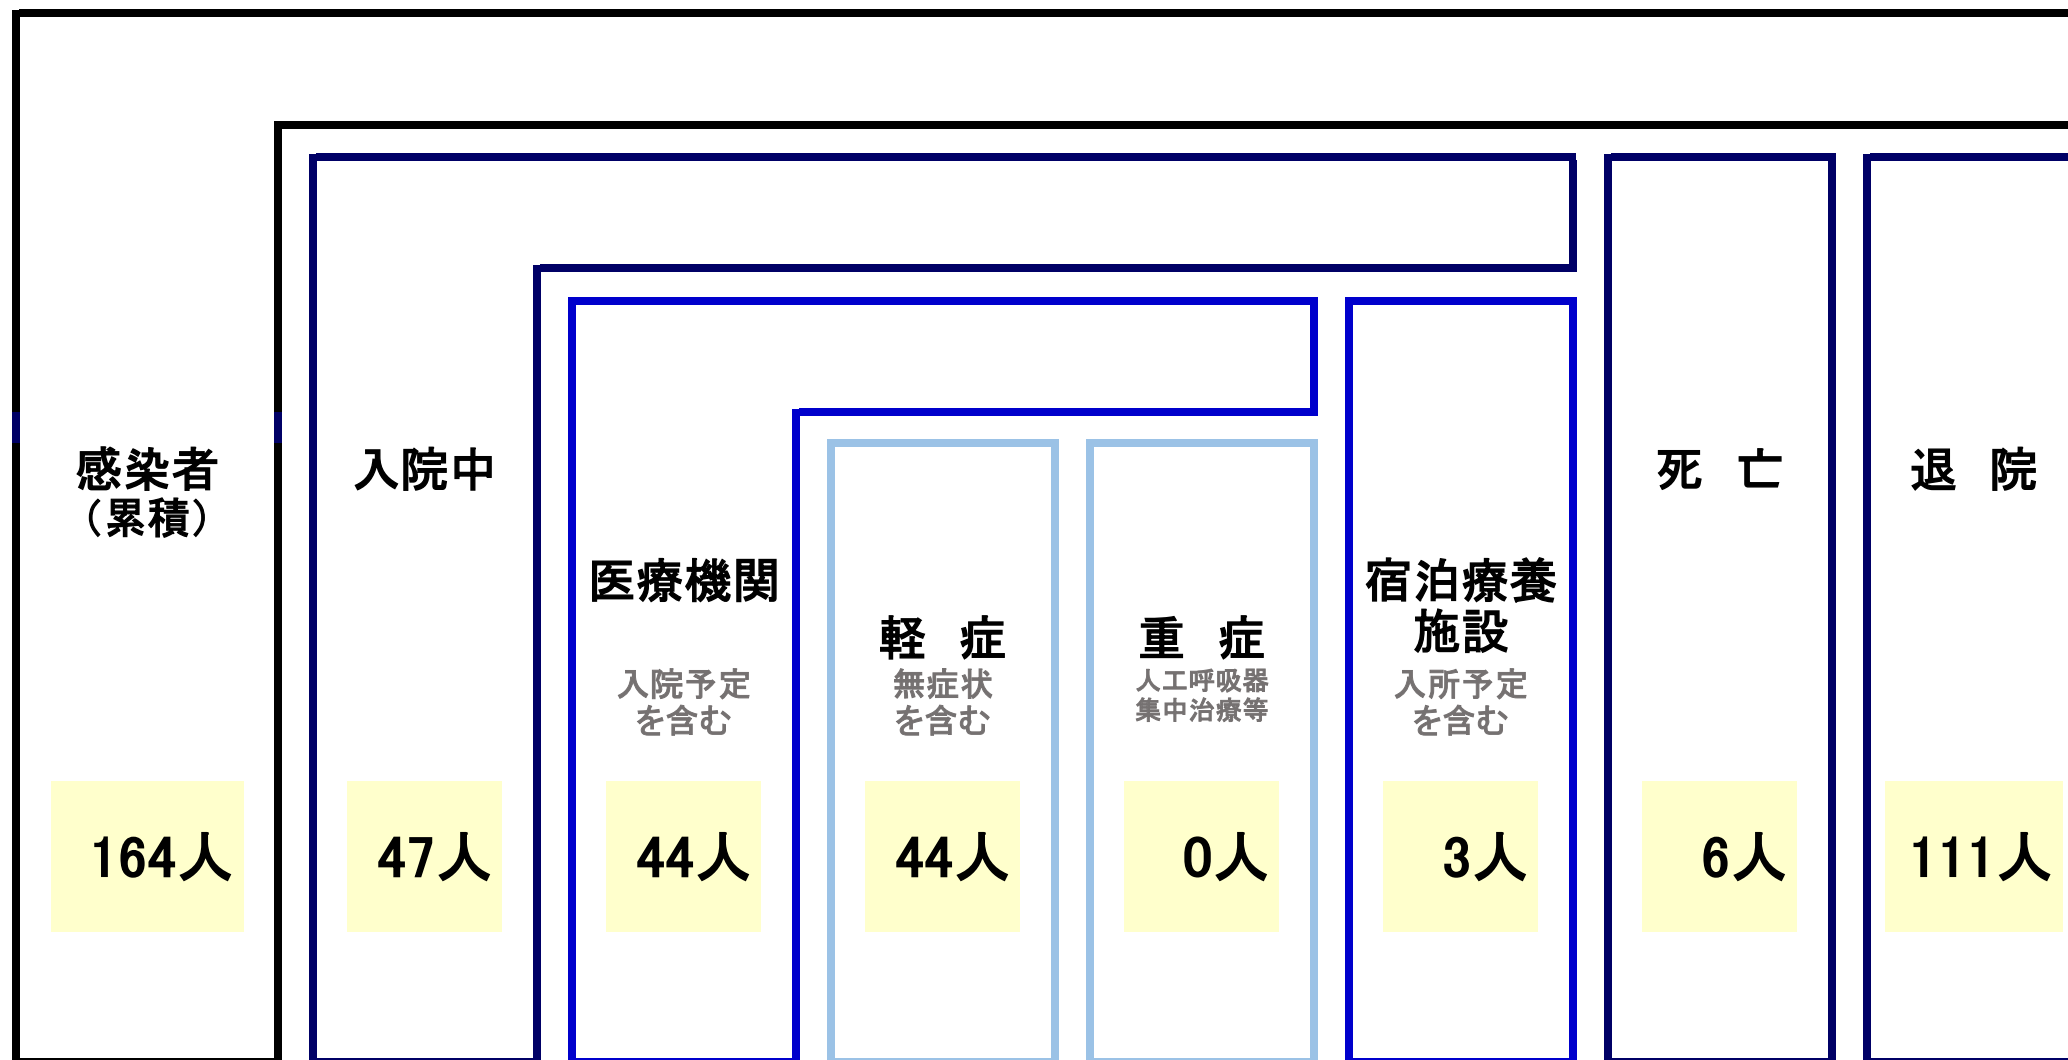 感染者
（累積）
164人
入院中
47人
医療機関
入院予定
を含む
44人
軽 症
無症状
を含む
44人
重 症
人工呼吸器
集中治療等
0人
宿泊療養
施設
入所予定
を含む
3人
死 亡
6人
退 院
111人